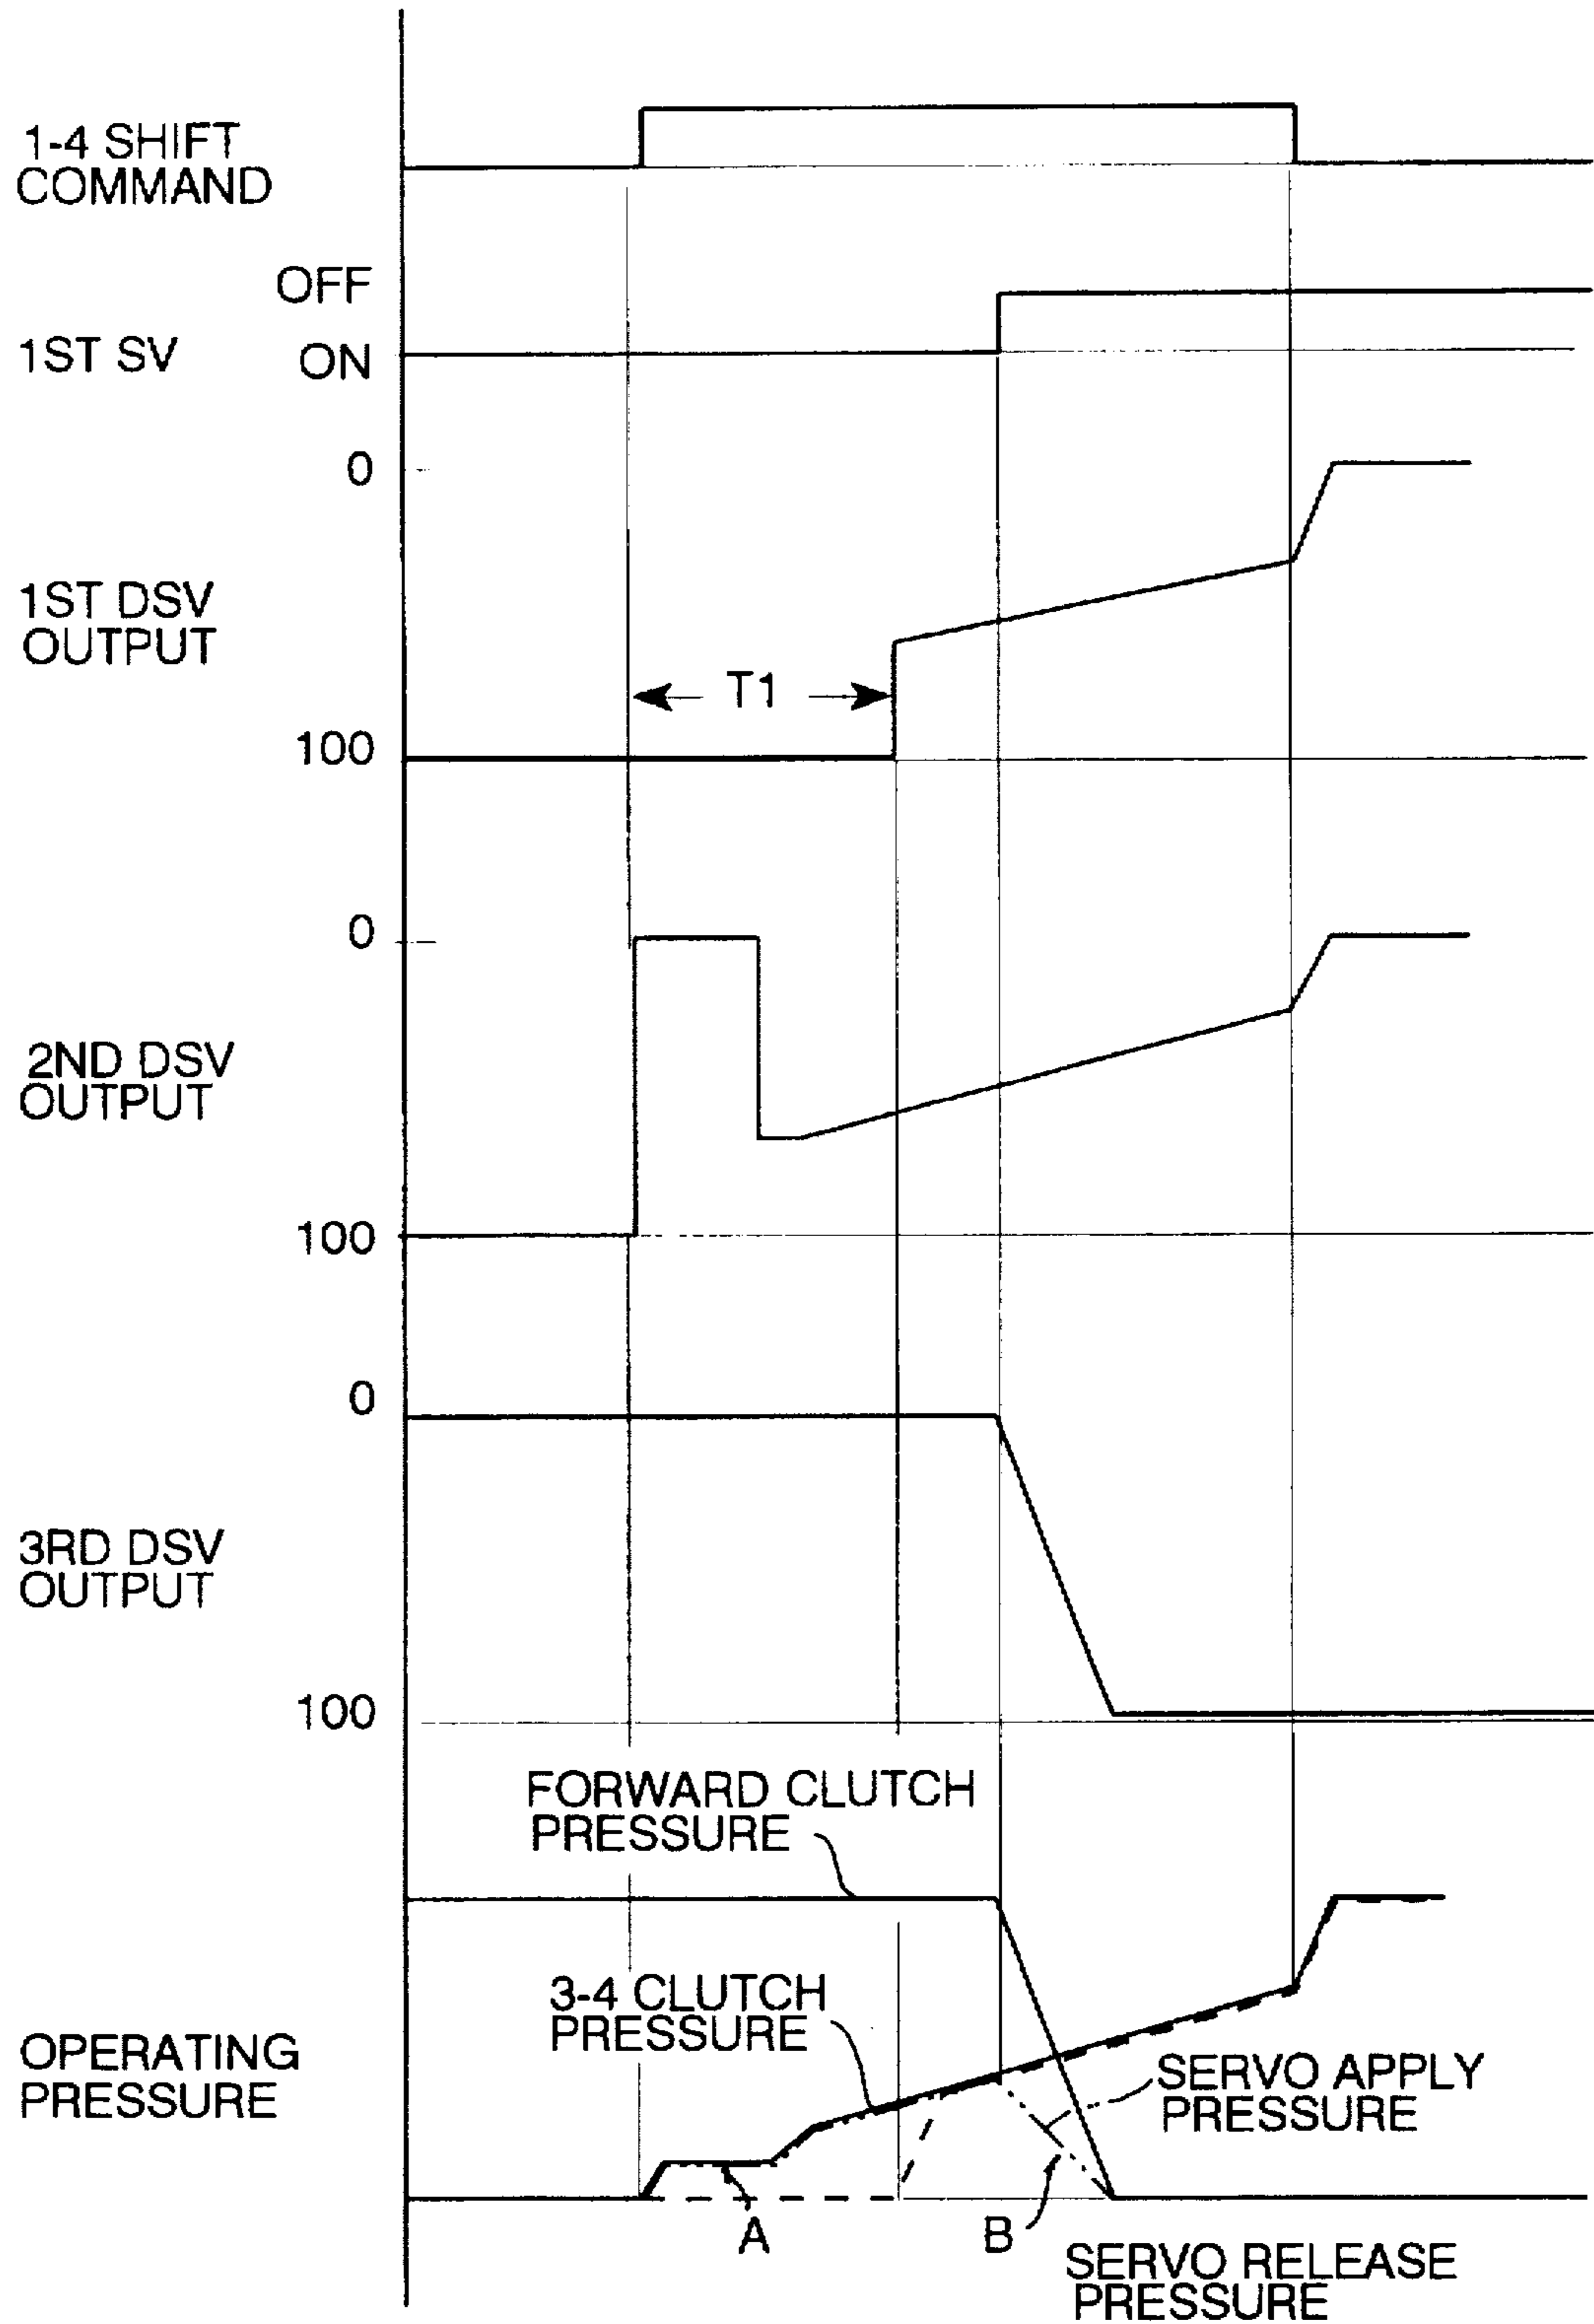 1-4 SHIFT
COMMAND
OFF
1ST SV
ON
0
1ST DSV
OUTPUT
T1
100
0
2ND DSV
OUTPUT
100
0
3RD DSV
OUTPUT
100
FORWARD CLUTCH
PRESSURE
3-4 CLUTCH
PRESSURE
OPERATING
PRESSURE
SERVO APPLY
PRESSURE
A
B
SERVO RELEASE
PRESSURE